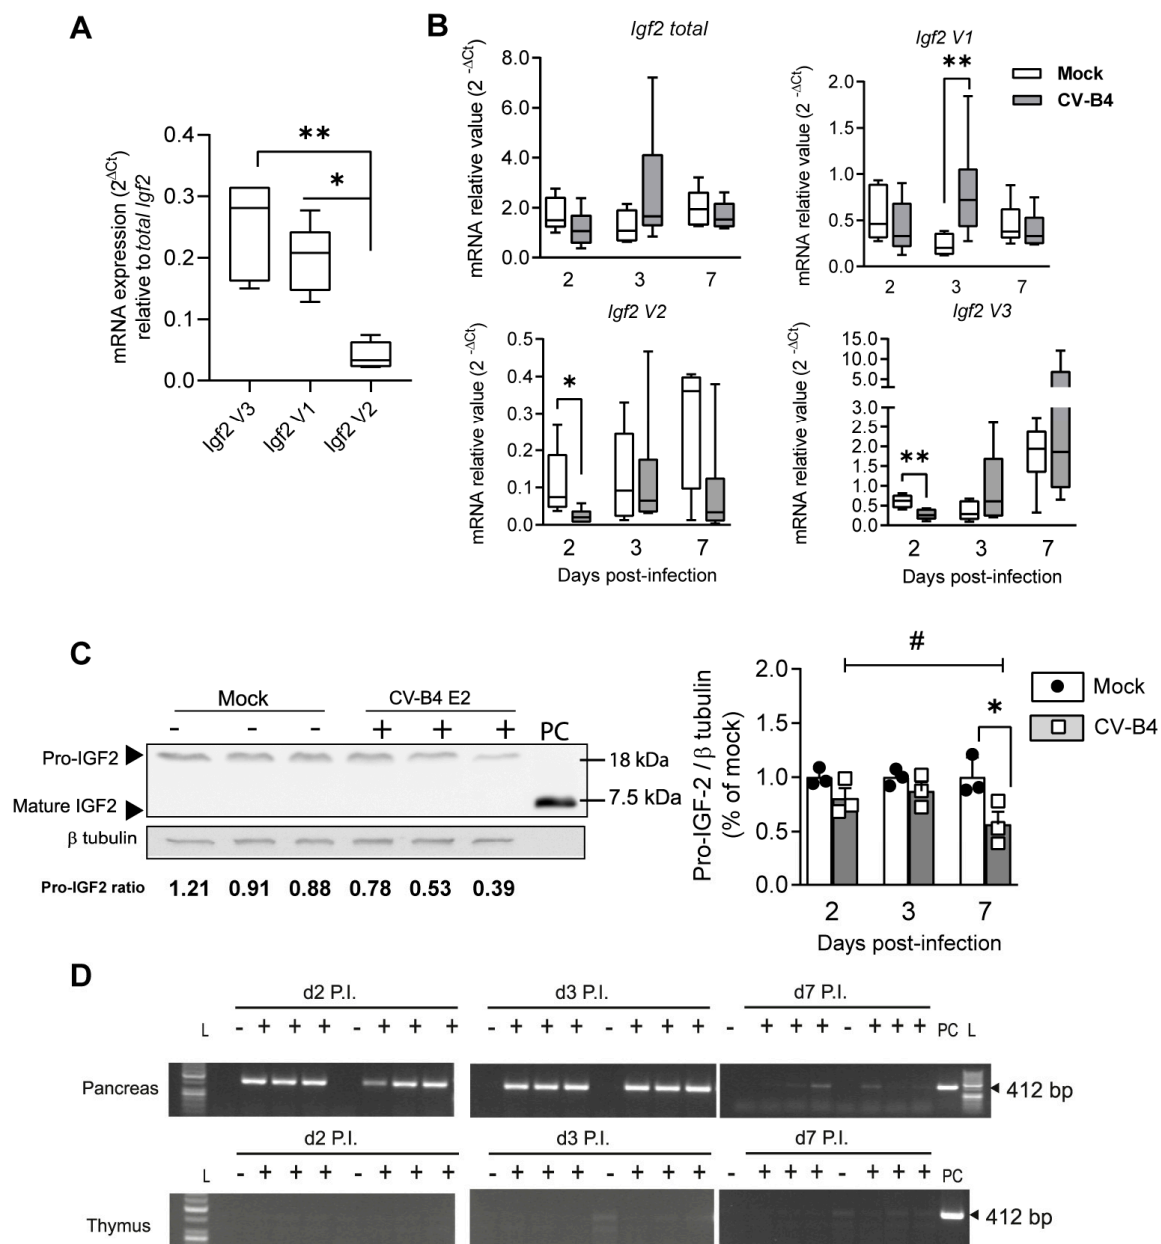 A
mRNA expression (2^ΔCt)
relative to total Igf2
0.4
0.3
0.2
0.1
0.0
**
*
Igf2 V3
Igf2 V1
Igf2 V2
B
Igf2 total
mRNA relative value (2 -ΔCt)
8.0
6.0
4.0
2.0
0.0
2 3 7
Igf2 V1
mRNA relative value (2 -ΔCt)
2.0
1.5
1.0
0.5
0.0
**
2 3 7
Mock
CV-B4
Igf2 V2
mRNA relative value (2 -ΔCt)
0.5
0.4
0.3
0.2
0.1
0.0
*
2 3 7
Days post-infection
Igf2 V3
mRNA relative value (2 -ΔCt)
15.0
10.0
5.0
3.0
2.5
2.0
1.5
1.0
0.5
0.0
**
2 3 7
Days post-infection
C
Mock CV-B4 E2
- - - + + + PC
Pro-IGF2
18 kDa
Mature IGF2
7.5 kDa
β tubulin
Pro-IGF2 ratio 1.21 0.91 0.88 0.78 0.53 0.39
Pro-IGF-2 / β tubulin
(% of mock)
2.0
1.5
1.0
0.5
0.0
#
*
2 3 7
Days post-infection
Mock
CV-B4
D
d2 P.I. d3 P.I. d7 P.I.
L - + + + - + + + - + + + - + + + - + + + - + + + PC L
Pancreas
412 bp
d2 P.I. d3 P.I. d7 P.I.
L - + + + - + + + - + + + - + + + - + + + - + + + PC
Thymus
412 bp